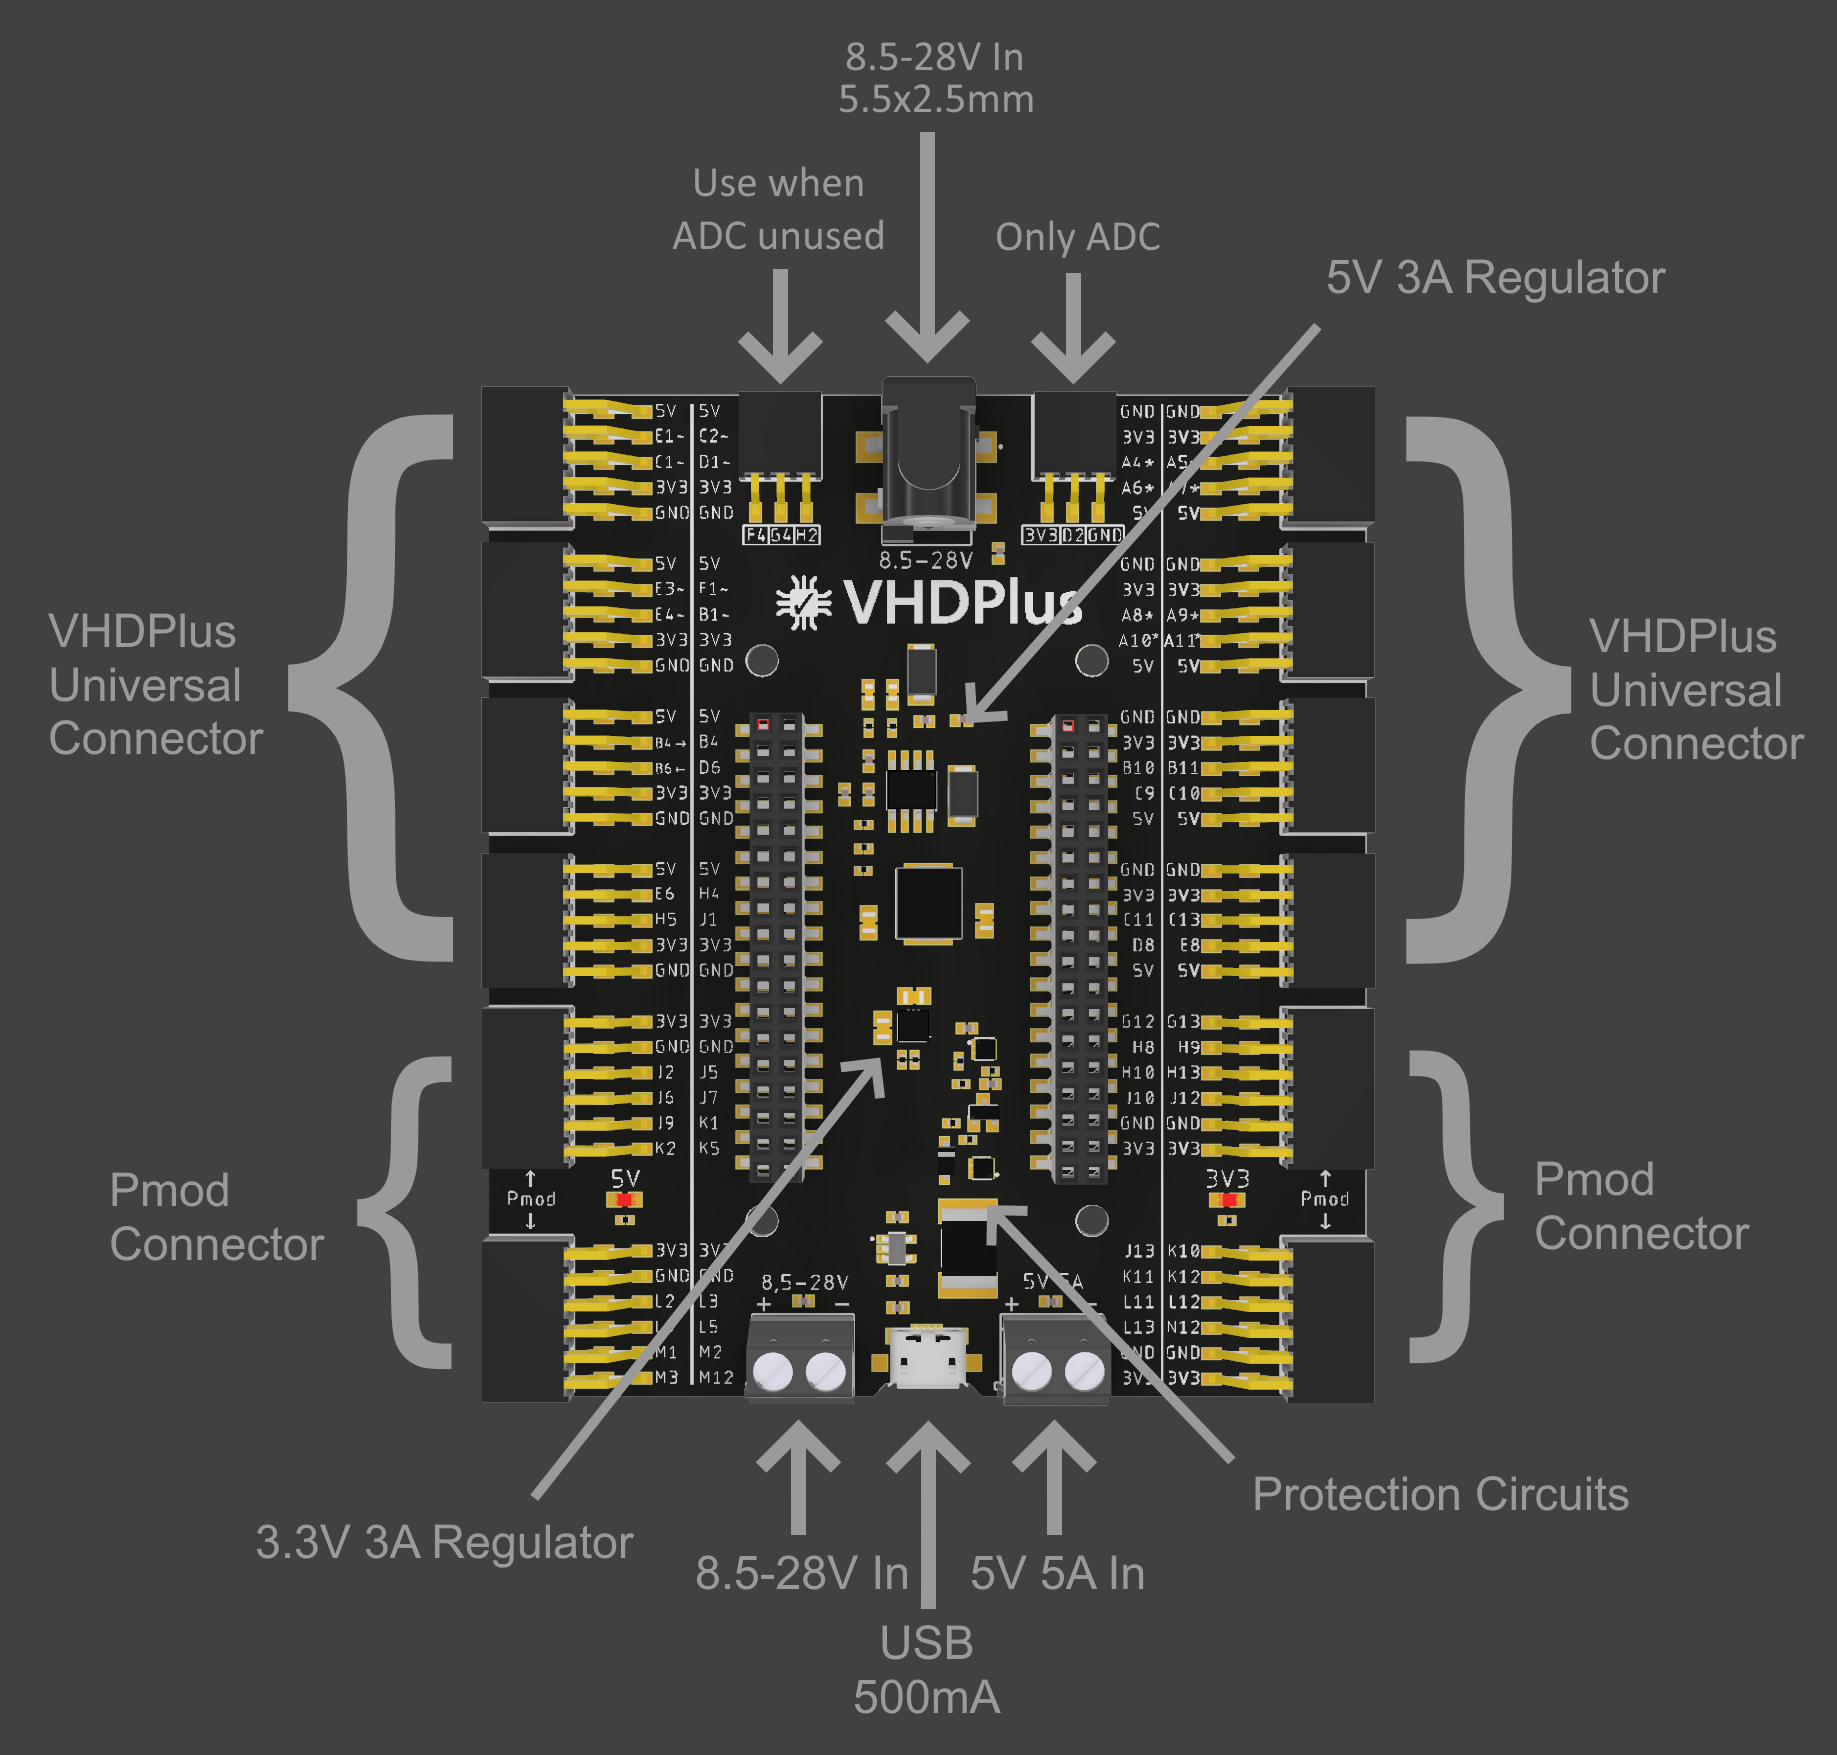 8.5-28V In
5.5x2.5mm
Use when
ADC unused
Only ADC
5V 3A Regulator
VHDPlus
Universal
Connector
VHDPlus
Universal
Connector
Pmod
Connector
Pmod
Connector
3.3V 3A Regulator
Protection Circuits
8.5-28V In
5V 5A In
USB
500mA
F4 G4 H2
8.5-28V
3V3 D2 GND
VHDPlus
5V 5V
E1~ C2~
C1~ D1~
3V3 3V3
GND GND
5V 5V
E3~ F1~
E4~ B1~
3V3 3V3
GND GND
5V 5V
B4→ B4
B6← D6
3V3 3V3
GND GND
5V 5V
E6 H4
H5 J1
3V3 3V3
GND GND
3V3 3V3
GND GND
J2 J5
J6 J7
J9 K1
K2 K5
↑
Pmod
↓
5V
3V3
GND GND
L2 L3
L5
M1 M2
M3 M12
GND GND
3V3 3V3
A4* A5*
A6* A7*
5V 5V
GND GND
3V3 3V3
A8* A9*
A10* A11*
5V 5V
GND GND
3V3 3V3
B10 B11
C9 C10
5V 5V
GND GND
3V3 3V3
C11 C13
D8 E8
5V 5V
G12 G13
H8 H9
H10 H13
J10 J12
GND GND
3V3 3V3
3V3
↑
Pmod
↓
J13 K10
K11 K12
L11 L12
L13 N12
GND GND
3V3 3V3
8,5-28V
+ −
5V 5A
+ −